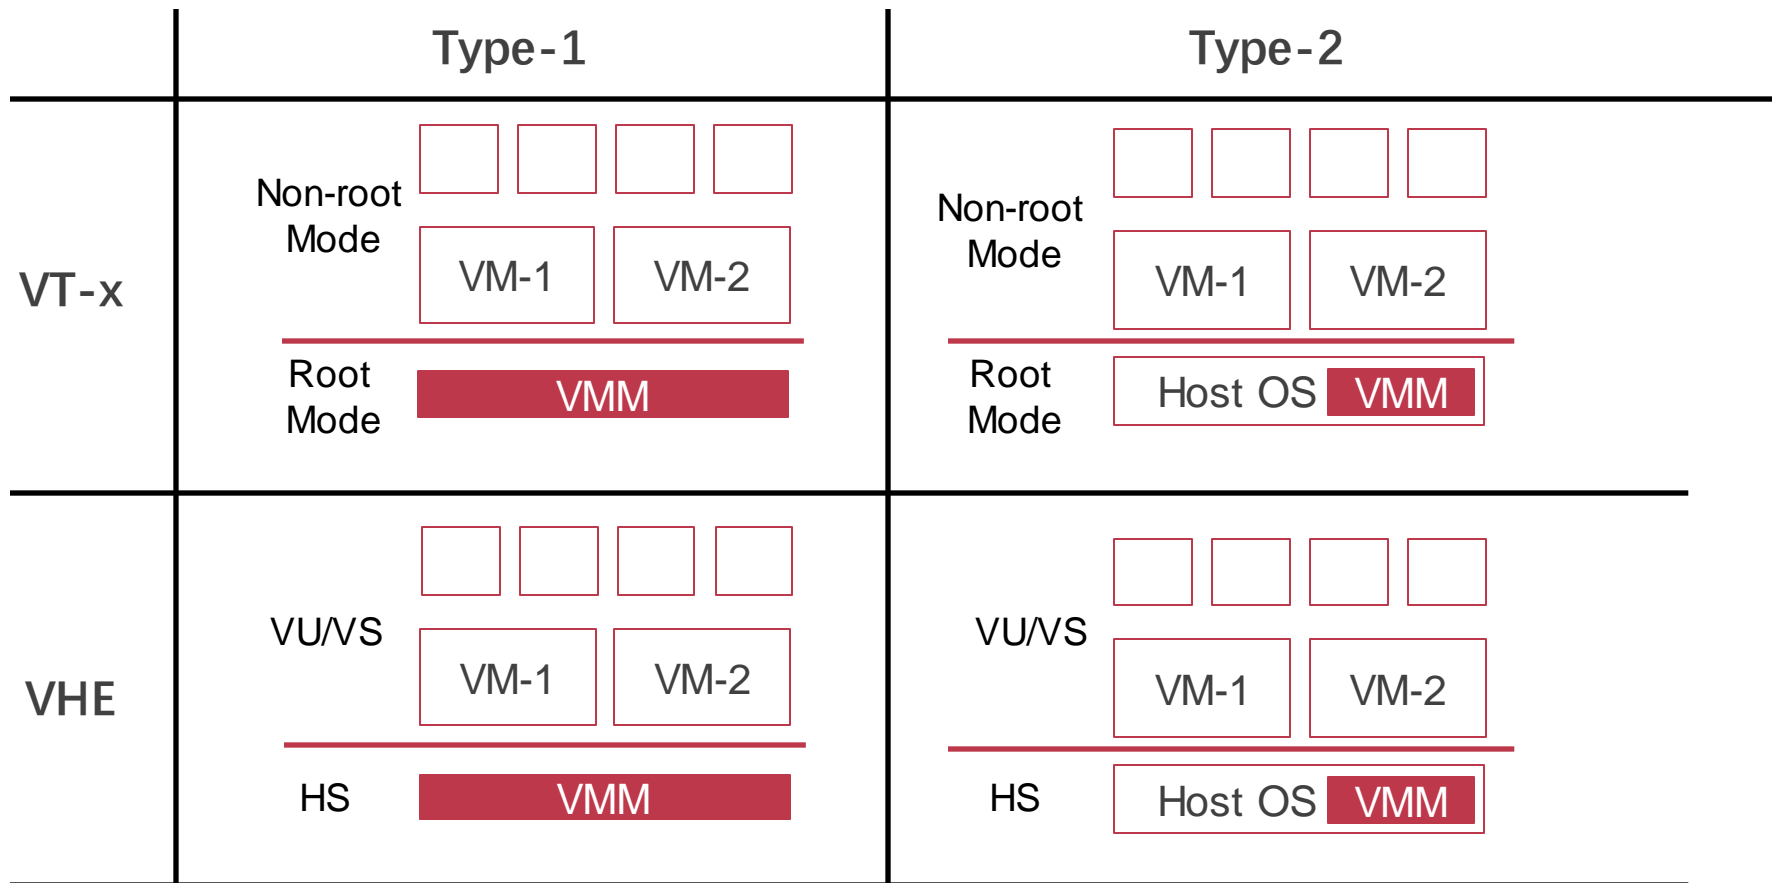 Type-1
Type-2
VT-x
Non-root
Mode
VM-1
VM-2
Root
Mode
VMM
Non-root
Mode
VM-1
VM-2
Root
Mode
Host OS
VMM
VHE
VU/VS
VM-1
VM-2
HS
VMM
VU/VS
VM-1
VM-2
HS
Host OS
VMM